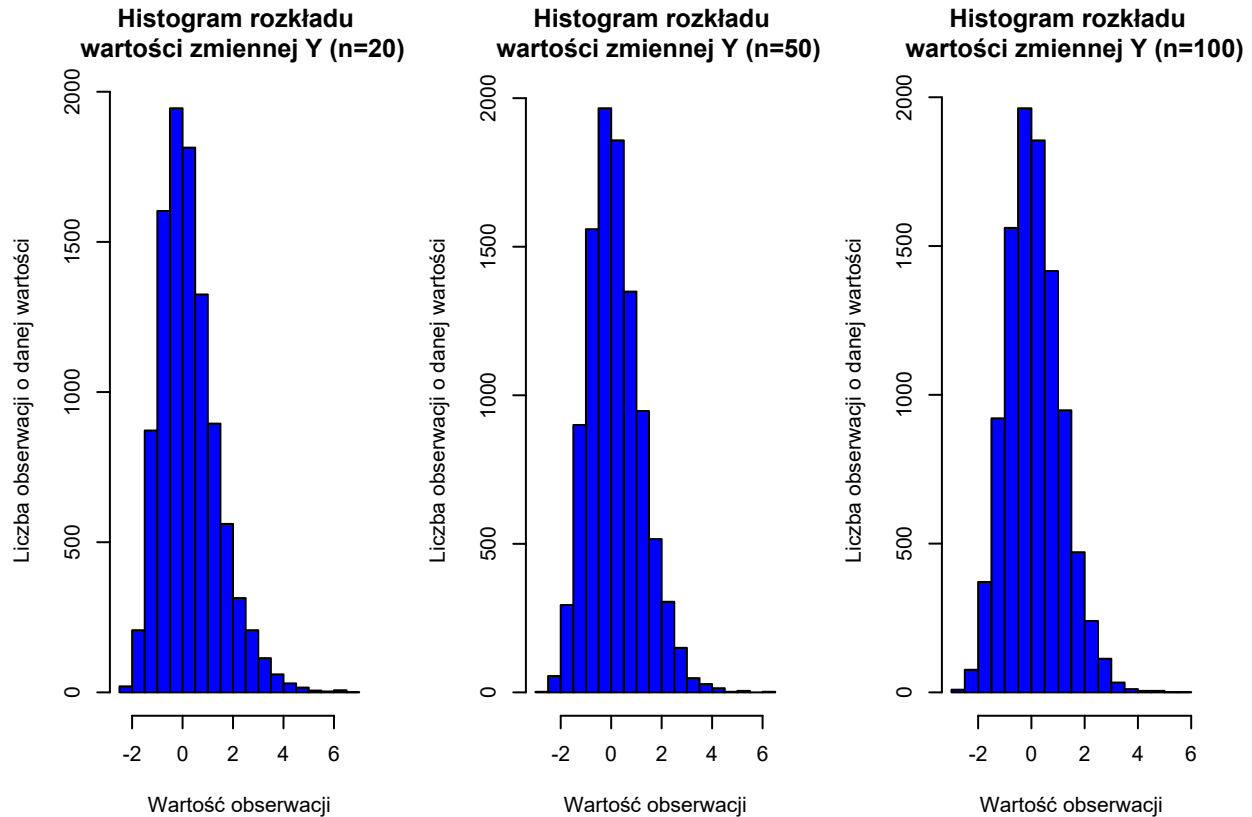 Histogram rozkładu
wartości zmiennej Y (n=20)
2000
1500
1000
500
0
Liczba obserwacji o danej wartości
-2 0 2 4 6
Wartość obserwacji
Histogram rozkładu
wartości zmiennej Y (n=50)
2000
1500
1000
500
0
Liczba obserwacji o danej wartości
-2 0 2 4 6
Wartość obserwacji
Histogram rozkładu
wartości zmiennej Y (n=100)
2000
1500
1000
500
0
Liczba obserwacji o danej wartości
-2 0 2 4 6
Wartość obserwacji